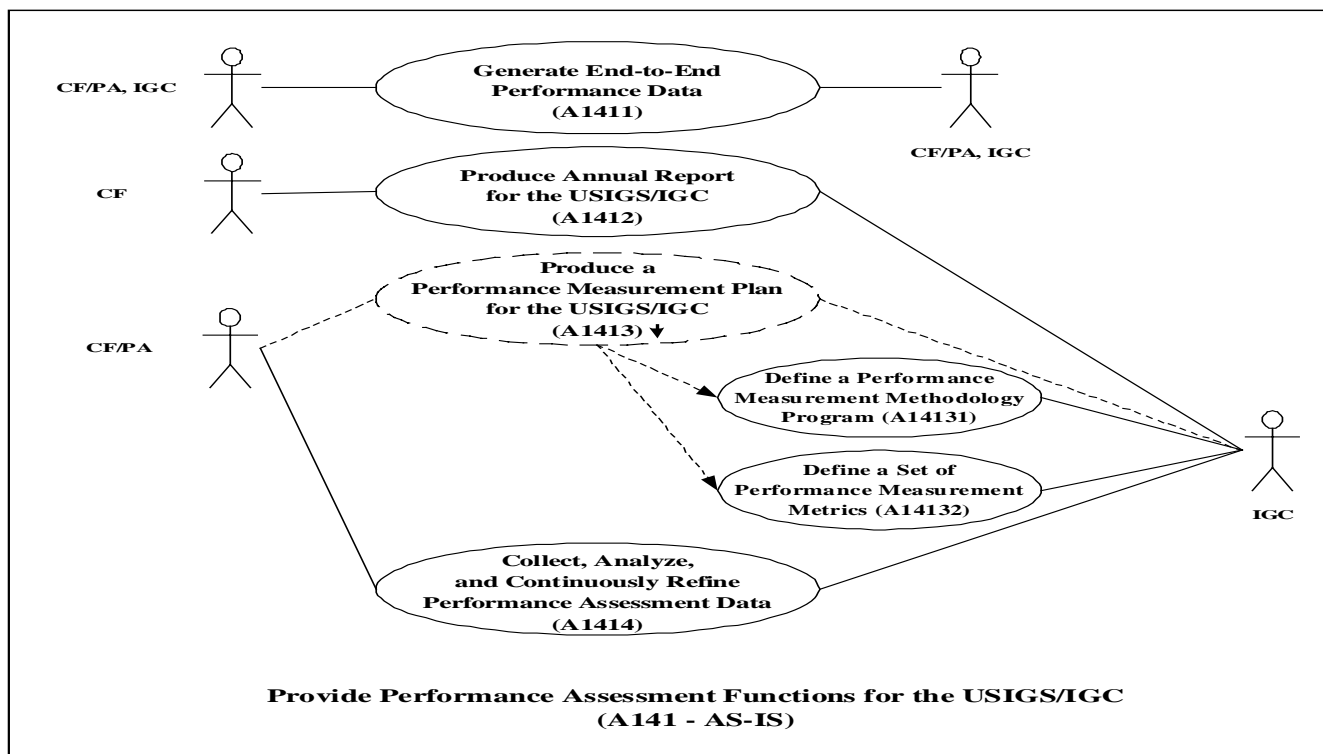 CF/PA, IGC
Generate End-to-End
Performance Data
(A1411)
CF/PA, IGC
CF
Produce Annual Report
for the USIGS/IGC
(A1412)
Produce a
Performance Measurement Plan
for the USIGS/IGC
(A1413)
CF/PA
Define a Performance
Measurement Methodology
Program (A14131)
Define a Set of
Performance Measurement
Metrics (A14132)
IGC
Collect, Analyze,
and Continuously Refine
Performance Assessment Data
(A1414)
Provide Performance Assessment Functions for the USIGS/IGC
(A141 - AS-IS)